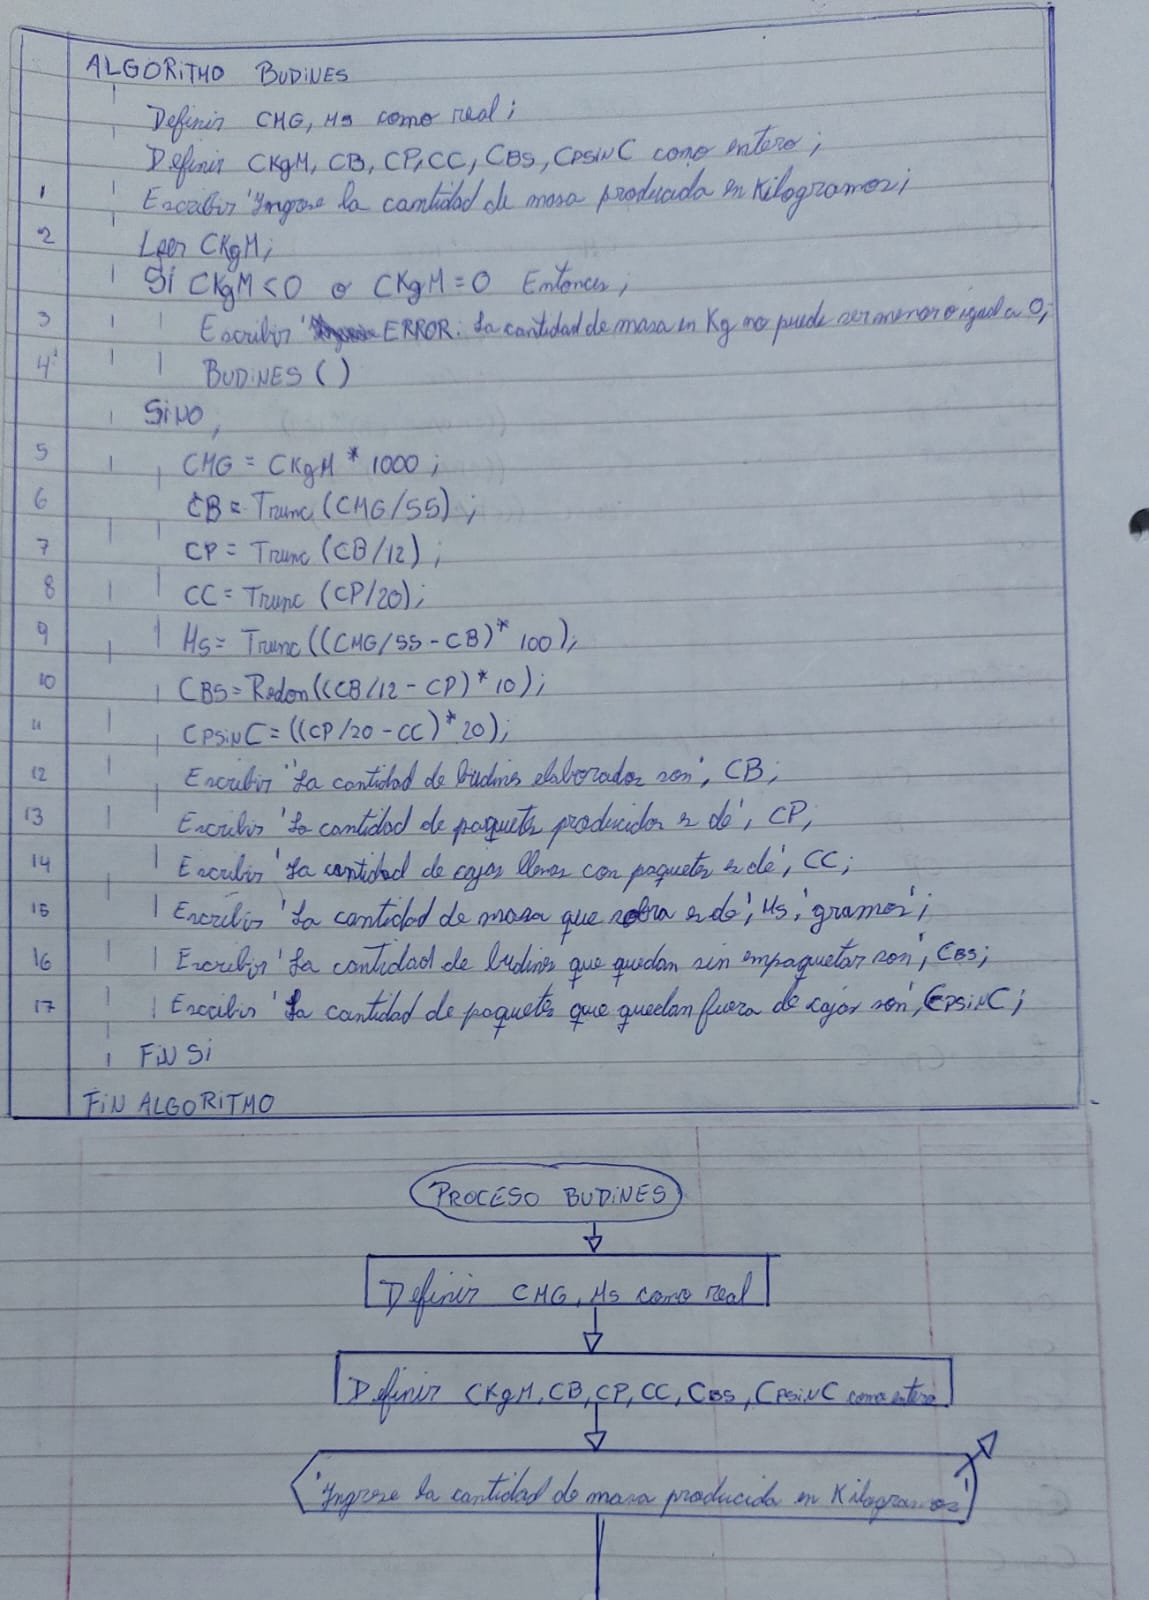 ALGORITMO BUDINES
Definir CMG, Ms como real;
Definir CKgM, CB, CP, CC, CBS, CPSINC como entero;
1 Escribir 'Ingrese la cantidad de masa producida en Kilogramos;
2 Leer CKgM;
Si CKgM<0 o CKgM=0 Entonces;
3 Escribir ' ERROR: La cantidad de masa en Kg no puede ser menor o igual a 0;
4 BUDINES ( )
SiNO;
5 CMG = CKgM * 1000;
6 CB = Trunc (CMG/55);
7 CP = Trunc (CB/12);
8 CC = Trunc (CP/20);
9 Ms = Trunc ((CMG/55 - CB) * 100);
10 CBS = Redon ((CB/12 - CP) * 10);
11 CPSiNC = ((CP/20 - CC) * 20);
12 Escribir "La cantidad de budines elaborados son', CB;
13 Escribir 'La cantidad de paquetes producidos es de', CP;
14 Escribir 'La cantidad de cajas llenas con paquetes es de', CC;
15 Escribir 'La cantidad de masa que sobra es de', Ms, 'gramos';
16 Escribir 'La cantidad de budines que quedan sin empaquetar son', CBS;
17 Escribir 'La cantidad de paquetes que quedan fuera de cajas son', CPSiNC;
FiN Si
FiN ALGORITMO
PROCESO BUDINES
Definir CMG, Ms como real
Definir CKgM, CB, CP, CC, CBS, CPSiNC como entero
'Ingrese la cantidad de masa producida en Kilogramos'